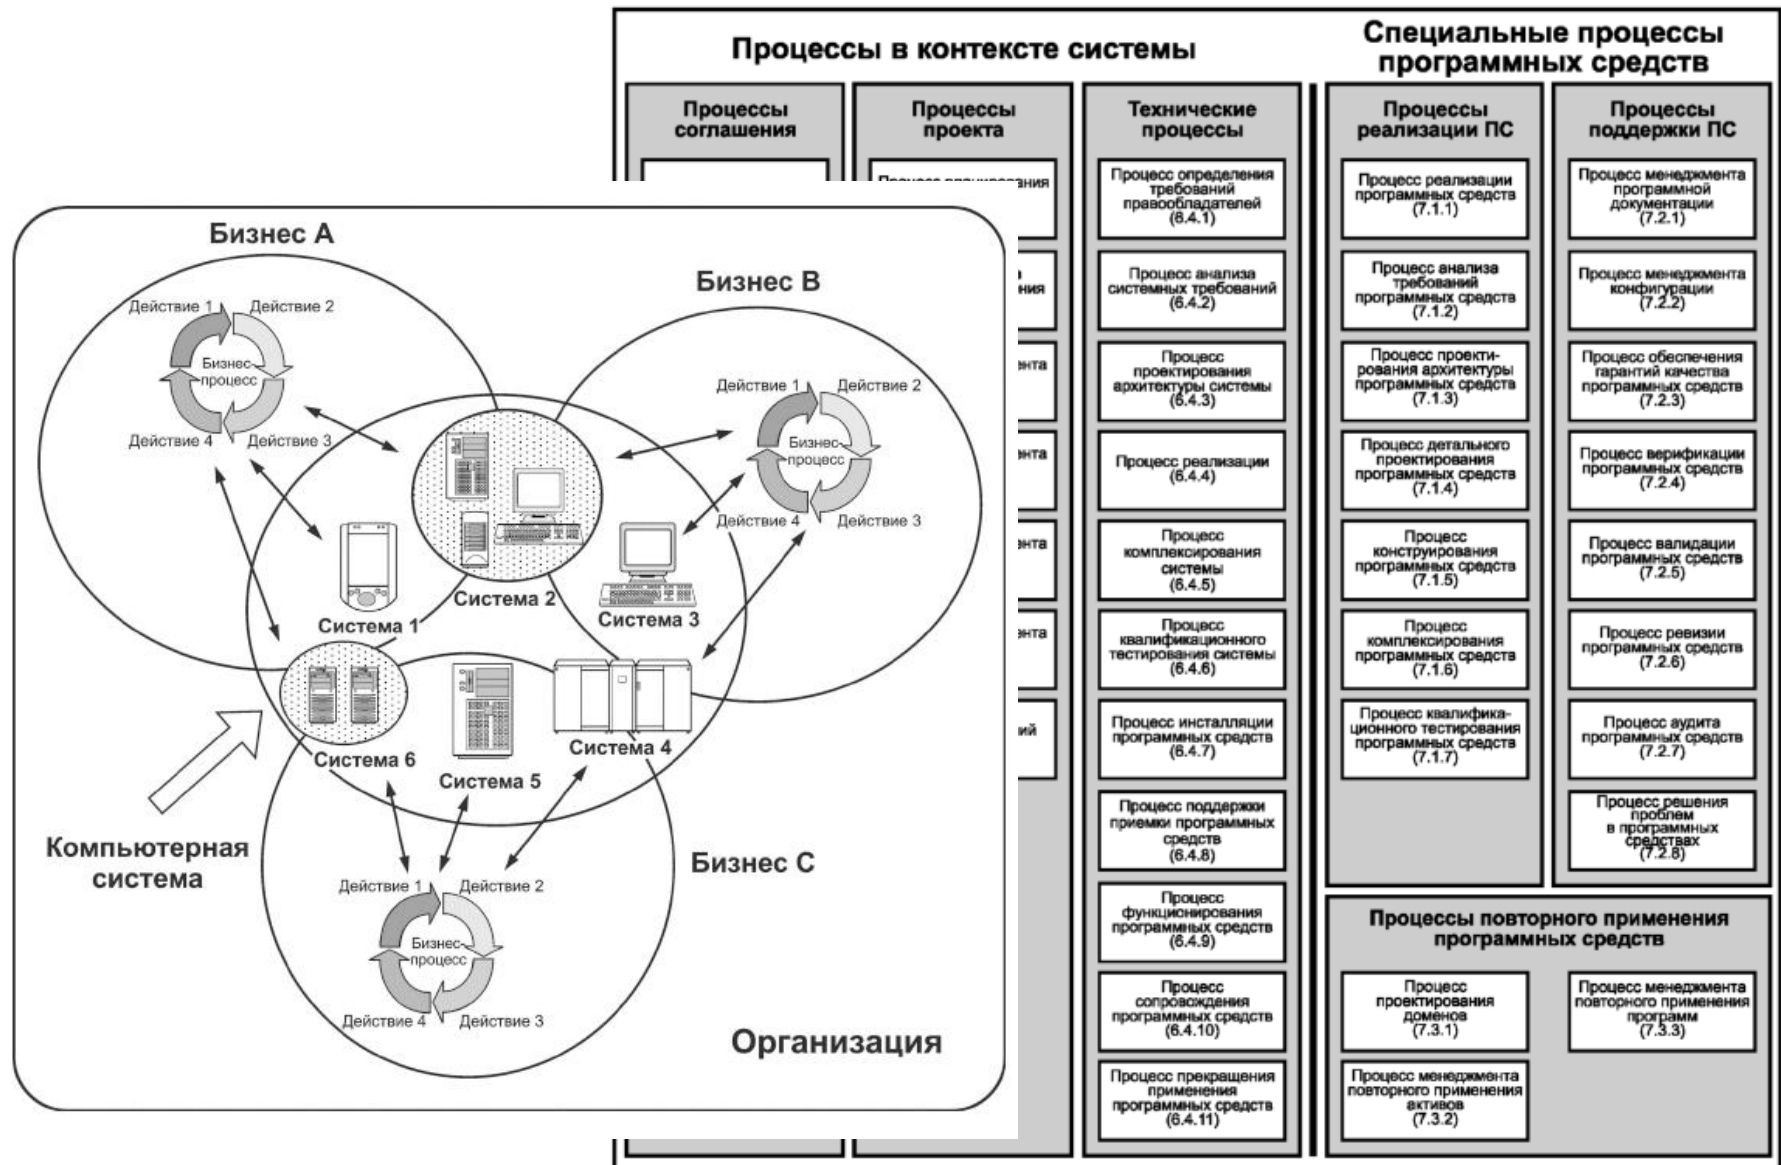 Процессы в контексте системы
Специальные процессы
программных средств
Процессы
соглашения
Процессы
проекта
Технические
процессы
Процесс определения
требований
правообладателей
(6.4.1)
Процесс анализа
системных требований
(6.4.2)
Процесс
проектирования
архитектуры системы
(6.4.3)
Процесс реализации
(6.4.4)
Процесс
комплексирования
системы
(6.4.5)
Процесс
квалификационного
тестирования системы
(6.4.6)
Процесс инсталляции
программных средств
(6.4.7)
Процесс поддержки
приемки программных
средств
(6.4.8)
Процесс
функционирования
программных средств
(6.4.9)
Процесс
сопровождения
программных средств
(6.4.10)
Процесс прекращения
применения
программных средств
(6.4.11)
Процессы
реализации ПС
Процесс реализации
программных средств
(7.1.1)
Процесс анализа
требований
программных средств
(7.1.2)
Процесс проекти-
рования архитектуры
программных средств
(7.1.3)
Процесс детального
проектирования
программных средств
(7.1.4)
Процесс
конструирования
программных средств
(7.1.5)
Процесс
комплексирования
программных средств
(7.1.6)
Процесс квалифика-
ционного тестирования
программных средств
(7.1.7)
Процессы
поддержки ПС
Процесс менеджмента
программной
документации
(7.2.1)
Процесс менеджмента
конфигурации
(7.2.2)
Процесс обеспечения
гарантий качества
программных средств
(7.2.3)
Процесс верификации
программных средств
(7.2.4)
Процесс валидации
программных средств
(7.2.5)
Процесс ревизии
программных средств
(7.2.6)
Процесс аудита
программных средств
(7.2.7)
Процесс решения
проблем
в программных
средствах
(7.2.8)
Процессы повторного применения
программных средств
Процесс
проектирования
доменов
(7.3.1)
Процесс менеджмента
повторного применения
программ
(7.3.3)
Процесс менеджмента
повторного применения
активов
(7.3.2)
Бизнес А
Действие 1
Действие 2
Бизнес-
процесс
Действие 4
Действие 3
Бизнес В
Действие 1
Действие 2
Бизнес-
процесс
Действие 4
Действие 3
Система 2
Система 1
Система 3
Система 4
Система 6
Система 5
Компьютерная
система
Бизнес С
Действие 1
Действие 2
Бизнес-
процесс
Действие 4
Действие 3
Организация